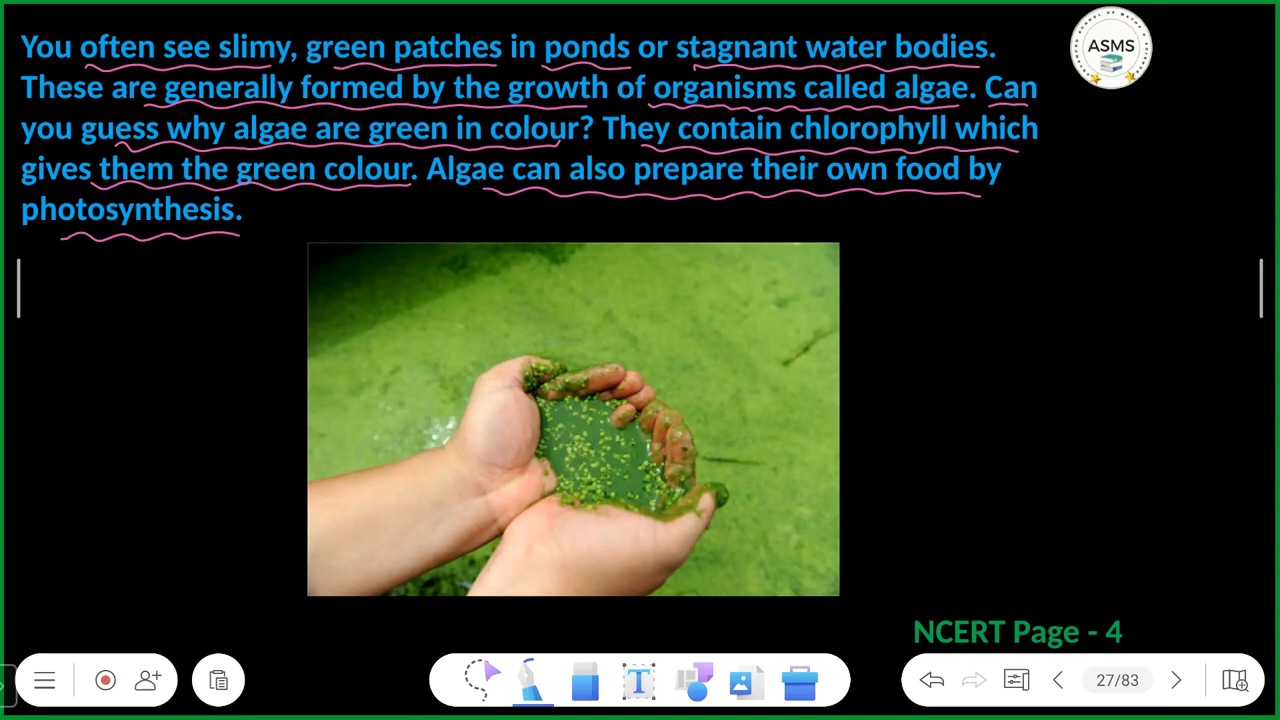 You often see slimy, green patches in ponds or stagnant water bodies.
These are generally formed by the growth of organisms called algae. Can
you guess why algae are green in colour? They contain chlorophyll which
gives them the green colour. Algae can also prepare their own food by
photosynthesis.
ASMS
NCERT Page - 4
T
27/83